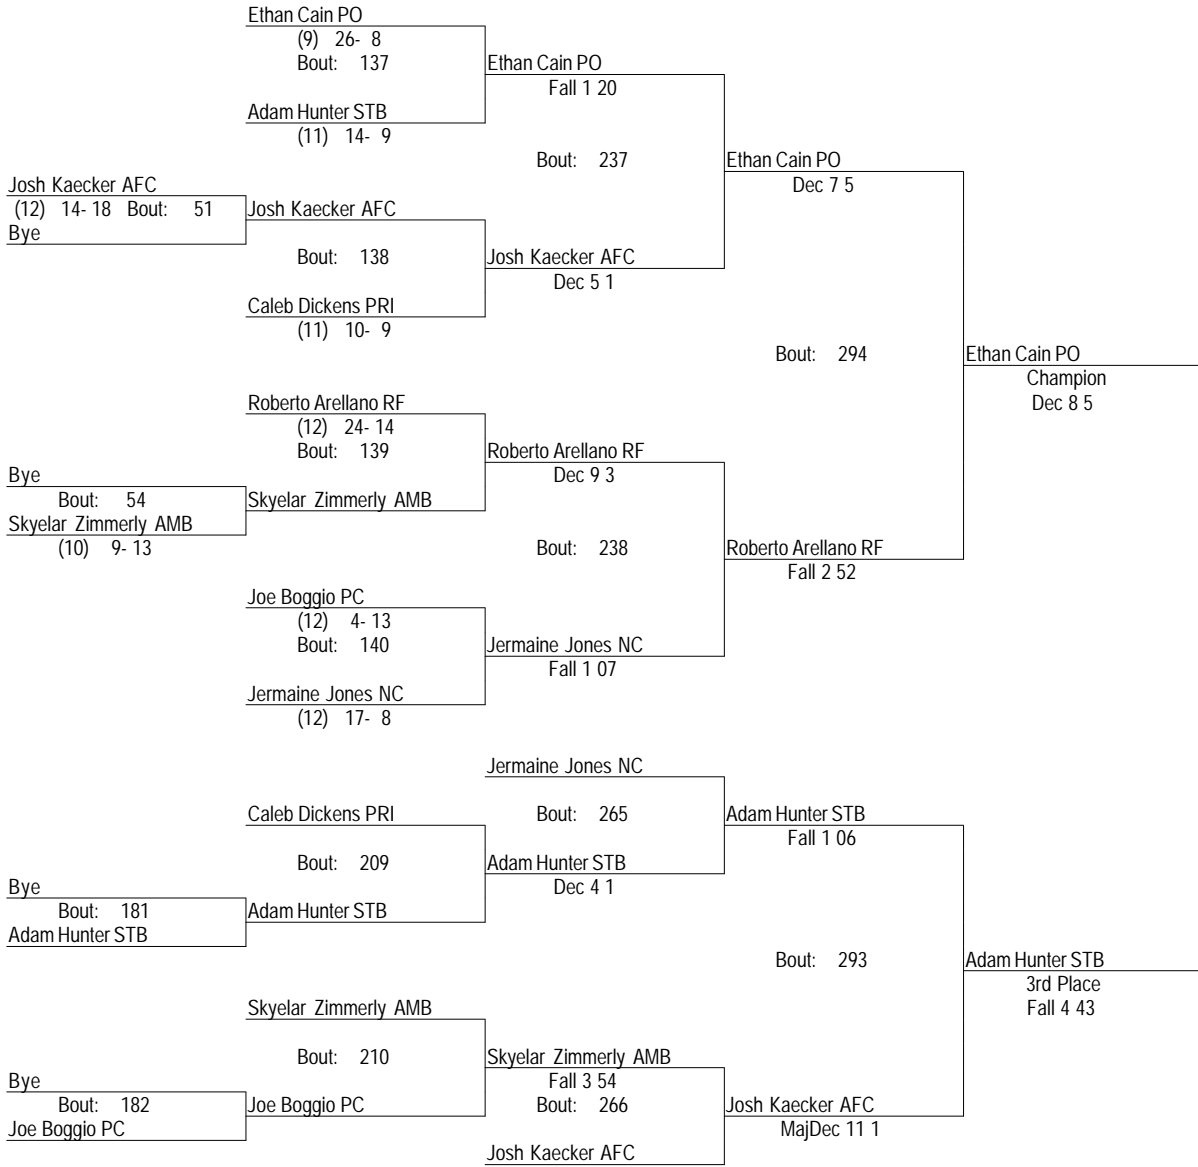 Ethan Cain PO
(9) 26- 8
Bout: 137
Ethan Cain PO
Fall 1 20
Adam Hunter STB
(11) 14- 9
Bout: 237
Ethan Cain PO
Dec 7 5
Josh Kaecker AFC
(12) 14- 18 Bout: 51
Josh Kaecker AFC
Bye
Bout: 138
Josh Kaecker AFC
Dec 5 1
Caleb Dickens PRI
(11) 10- 9
Bout: 294
Ethan Cain PO
Champion
Dec 8 5
Roberto Arellano RF
(12) 24- 14
Bout: 139
Roberto Arellano RF
Dec 9 3
Bye
Bout: 54
Skyelar Zimmerly AMB
Skyelar Zimmerly AMB
(10) 9- 13
Bout: 238
Roberto Arellano RF
Fall 2 52
Joe Boggio PC
(12) 4- 13
Bout: 140
Jermaine Jones NC
Fall 1 07
Jermaine Jones NC
(12) 17- 8
Jermaine Jones NC
Caleb Dickens PRI
Bout: 265
Adam Hunter STB
Fall 1 06
Bout: 209
Adam Hunter STB
Dec 4 1
Bye
Bout: 181
Adam Hunter STB
Adam Hunter STB
Bout: 293
Adam Hunter STB
3rd Place
Fall 4 43
Skyelar Zimmerly AMB
Bout: 210
Skyelar Zimmerly AMB
Fall 3 54
Bye
Bout: 182
Joe Boggio PC
Bout: 266
Josh Kaecker AFC
MajDec 11 1
Joe Boggio PC
Josh Kaecker AFC